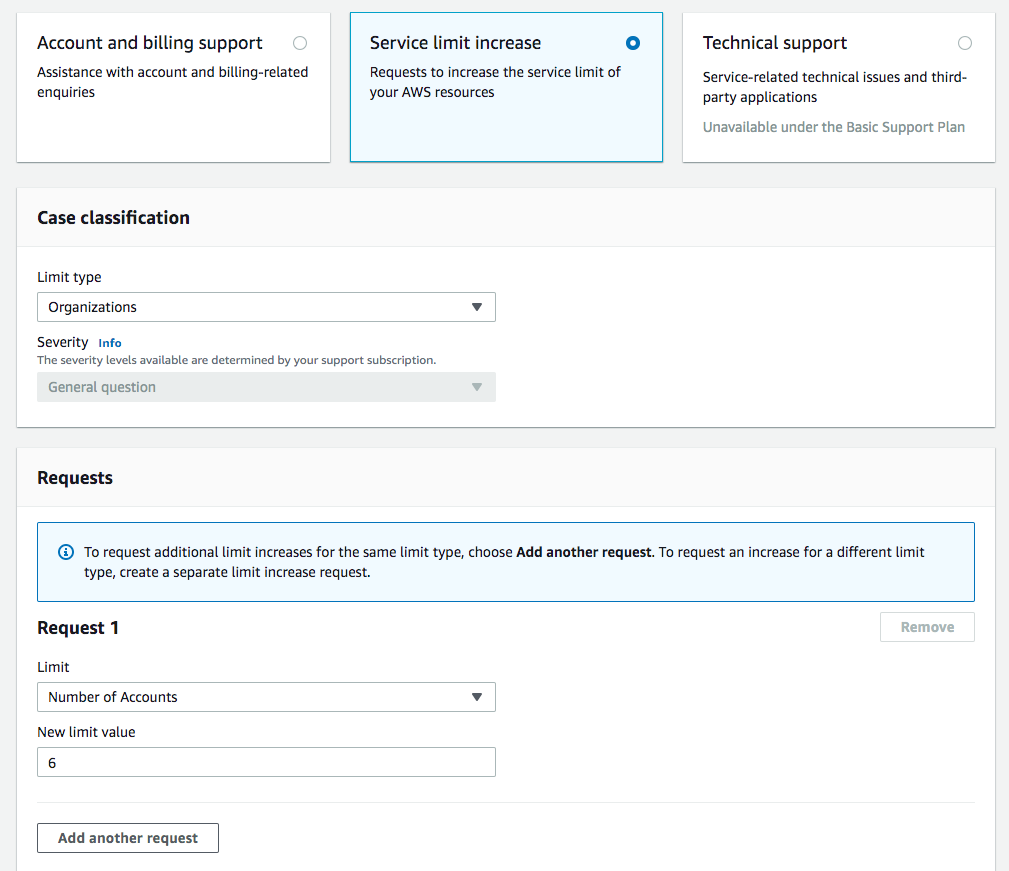 Account and billing support
Assistance with account and billing-related
enquiries
Service limit increase
Requests to increase the service limit of
your AWS resources
Technical support
Service-related technical issues and third-
party applications
Unavailable under the Basic Support Plan
Case classification
Limit type
Organizations
Severity Info
The severity levels available are determined by your support subscription.
General question
Requests
To request additional limit increases for the same limit type, choose Add another request. To request an increase for a different limit
type, create a separate limit increase request.
Request 1
Remove
Limit
Number of Accounts
New limit value
6
Add another request